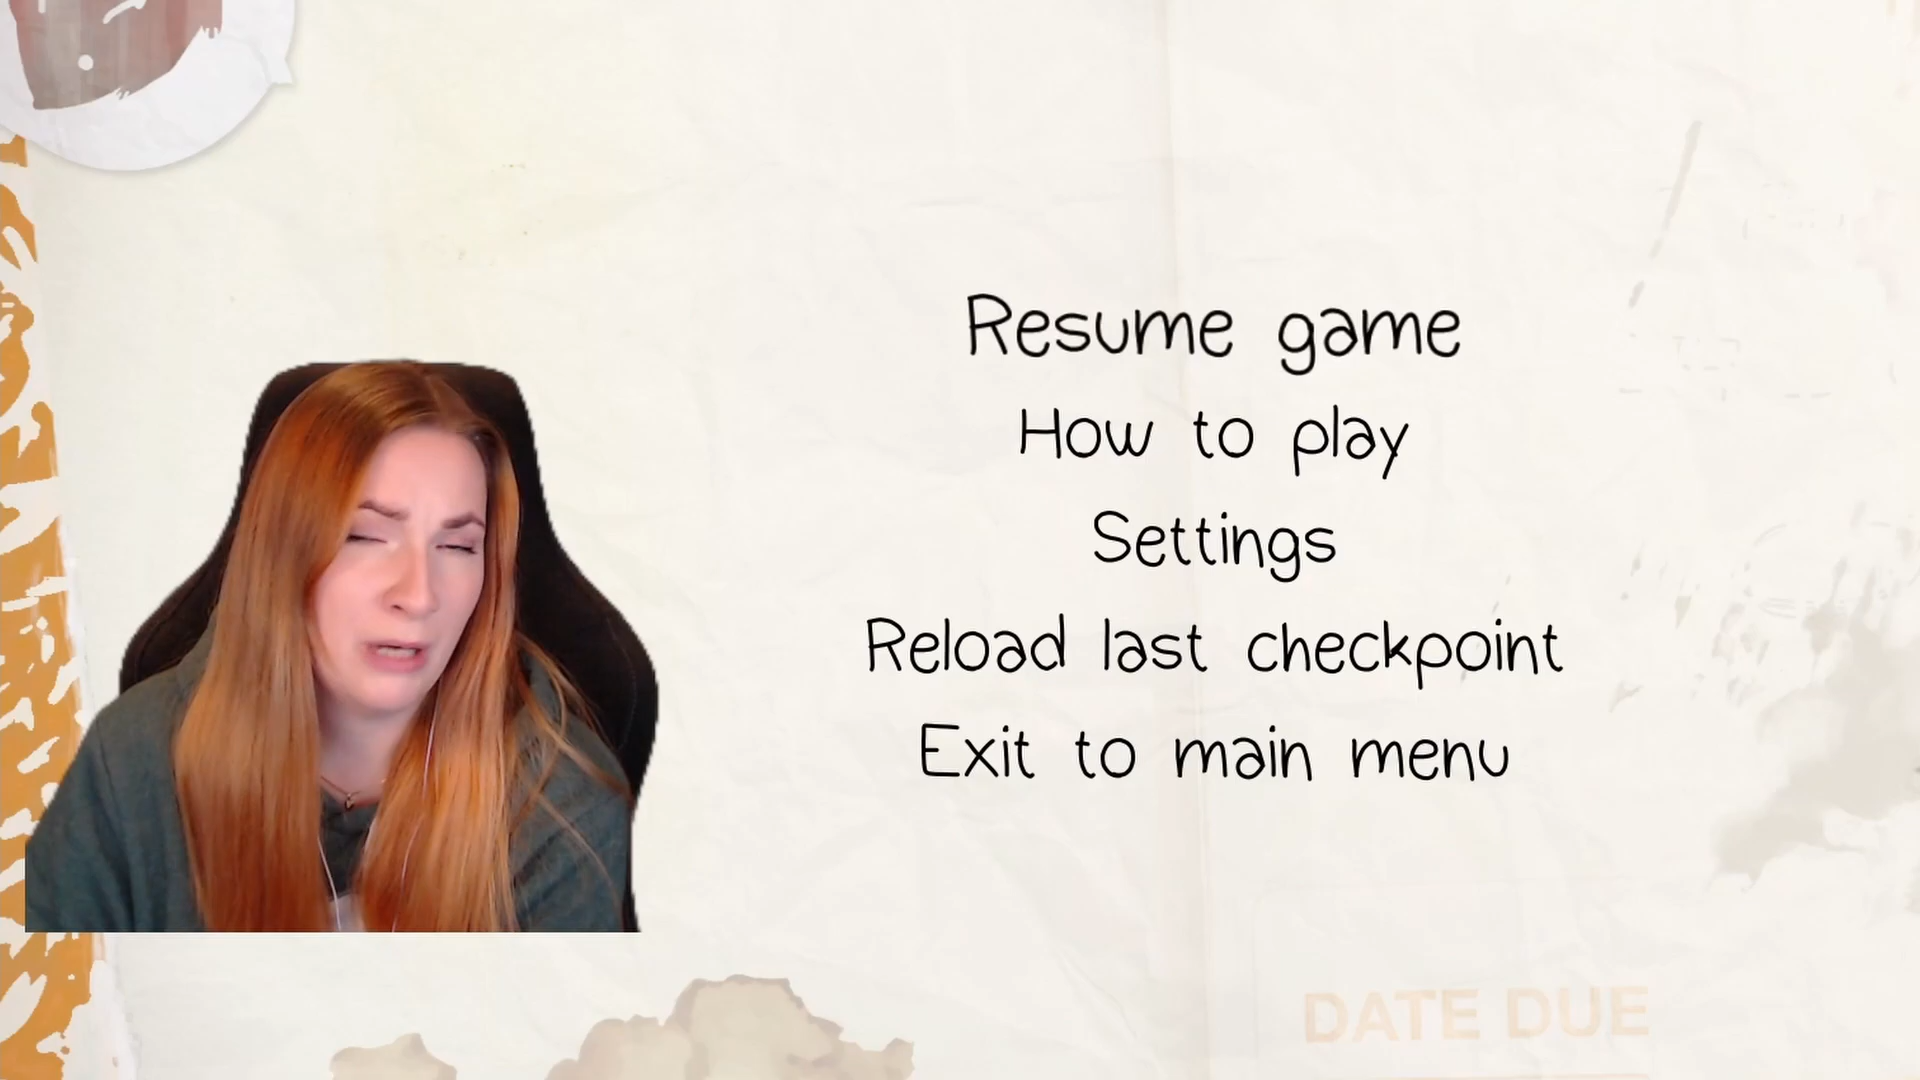 Resume game
How to play
Settings
Reload last checkpoint
Exit to main menu
DATE DUE